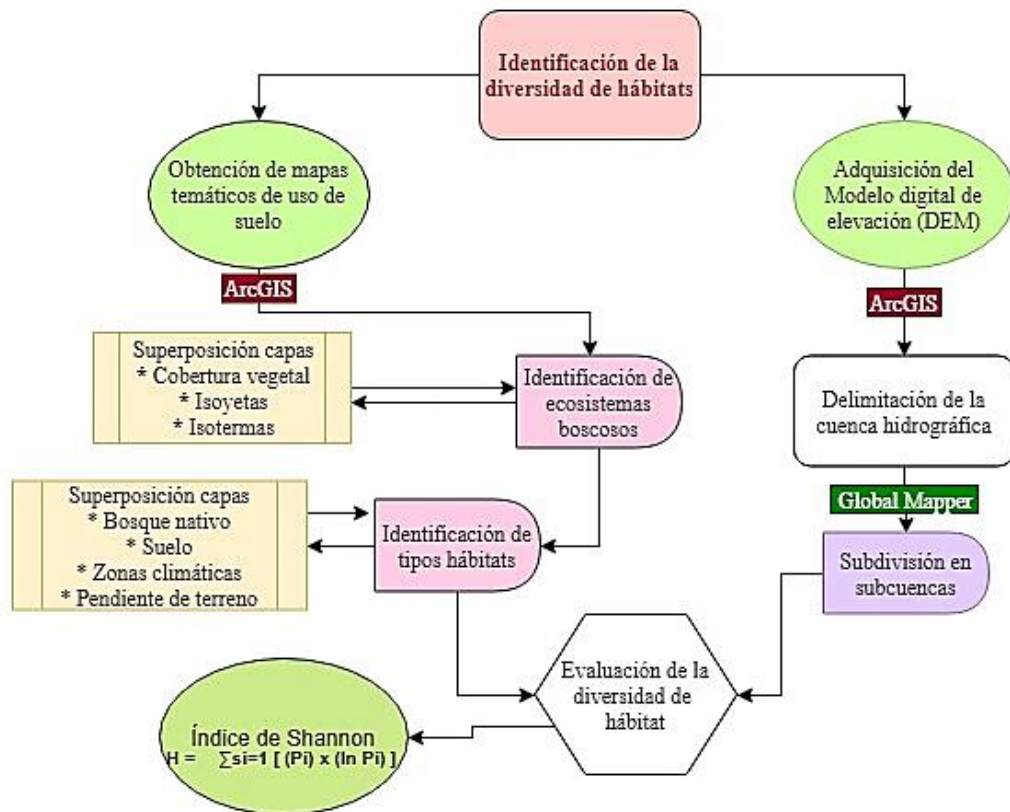 Identificación de la
diversidad de hábitats
Obtención de mapas
temáticos de uso de
suelo
Adquisición del
Modelo digital de
elevación (DEM)
ArcGIS
ArcGIS
Superposición capas
* Cobertura vegetal
* Isoyetas
* Isotermas
Identificación de
ecosistemas
boscosos
Delimitación de la
cuenca hidrográfica
Global Mapper
Superposición capas
* Bosque nativo
* Suelo
* Zonas climáticas
* Pendiente de terreno
Identificación de
tipos hábitats
Subdivisión en
subcuencas
Evaluación de la
diversidad de
hábitat
Índice de Shannon
H = ∑si=1 [ (Pi) x (ln Pi) ]